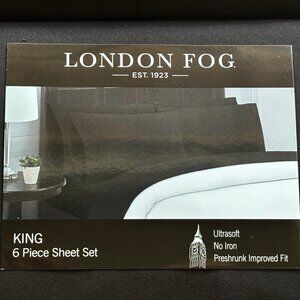 LONDON FOG
EST. 1923
KING
6 Piece Sheet Set
Ultrasoft
No Iron
Preshrunk Improved Fit